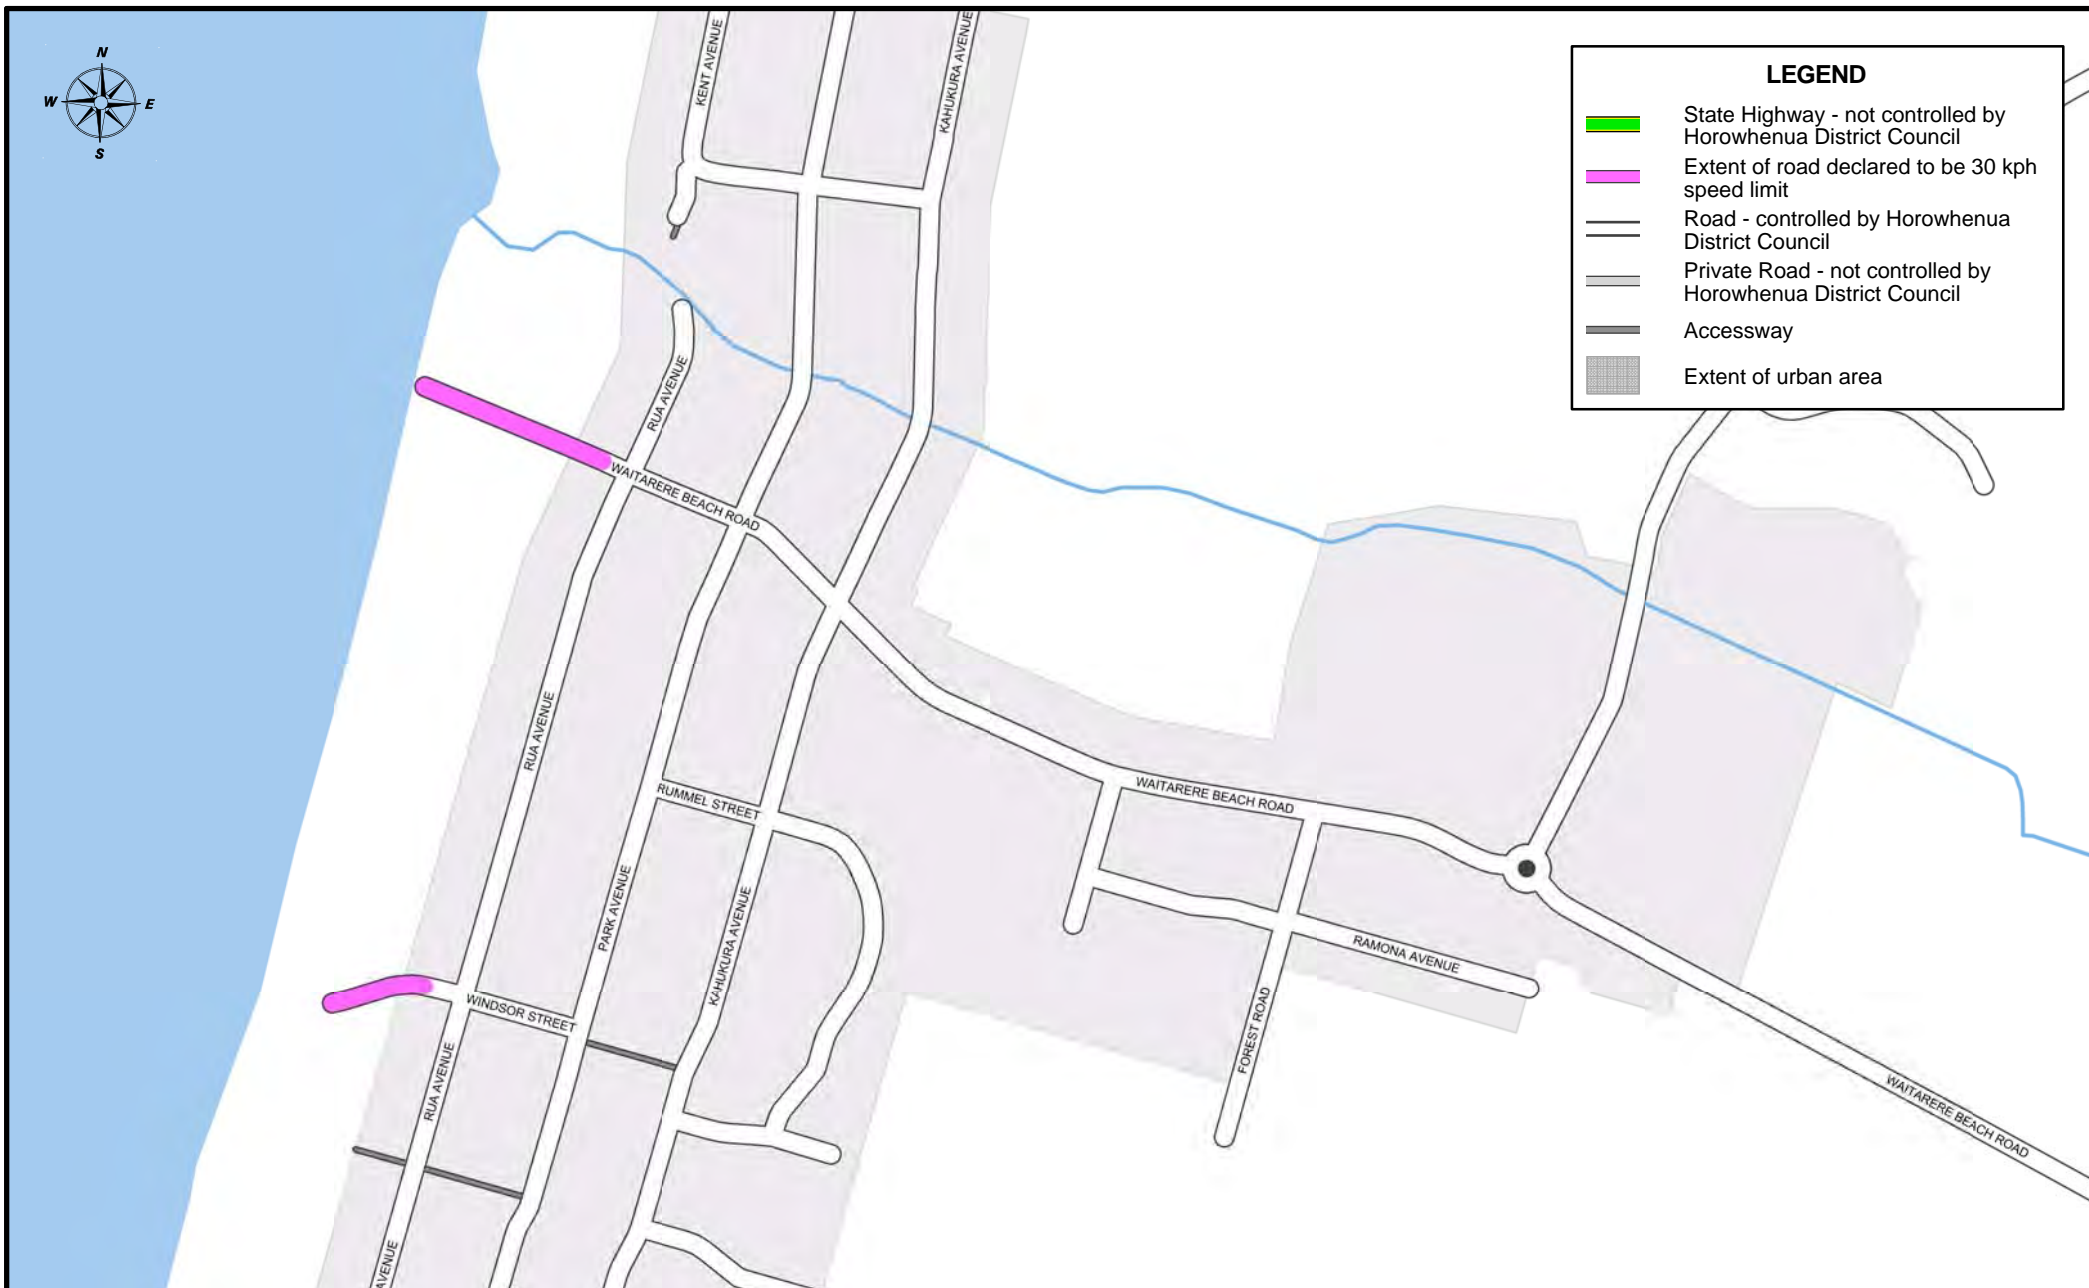 N
W
E
S
KENT AVENUE
KAHUKURA AVENUE
LEGEND
State Highway - not controlled by
Horowhenua District Council
Extent of road declared to be 30 kph
speed limit
Road - controlled by Horowhenua
District Council
Private Road - not controlled by
Horowhenua District Council
Accessway
Extent of urban area
RUA AVENUE
WAITARERE BEACH ROAD
RUA AVENUE
RUMMEL STREET
WAITARERE BEACH ROAD
PARK AVENUE
KAHUKURA AVENUE
RAMONA AVENUE
WINDSOR STREET
FOREST ROAD
RUA AVENUE
WAITARERE BEACH ROAD
AVENUE